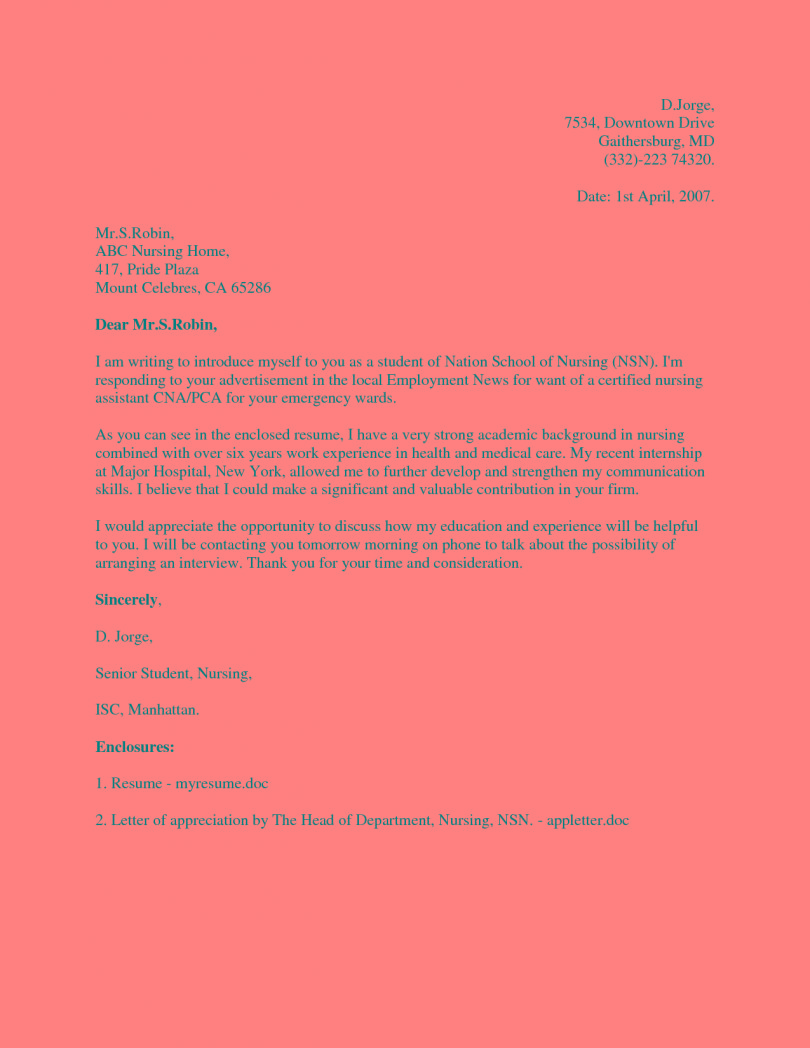 D.Jorge,
7534, Downtown Drive
Gaithersburg, MD
(332)-223 74320.
Date: 1st April, 2007.
Mr.S.Robin,
ABC Nursing Home,
417, Pride Plaza
Mount Celebres, CA 65286
Dear Mr.S.Robin,
I am writing to introduce myself to you as a student of Nation School of Nursing (NSN). I'm
responding to your advertisement in the local Employment News for want of a certified nursing
assistant CNA/PCA for your emergency wards.
As you can see in the enclosed resume, I have a very strong academic background in nursing
combined with over six years work experience in health and medical care. My recent internship
at Major Hospital, New York, allowed me to further develop and strengthen my communication
skills. I believe that I could make a significant and valuable contribution in your firm.
I would appreciate the opportunity to discuss how my education and experience will be helpful
to you. I will be contacting you tomorrow morning on phone to talk about the possibility of
arranging an interview. Thank you for your time and consideration.
Sincerely,
D. Jorge,
Senior Student, Nursing,
ISC, Manhattan.
Enclosures:
1. Resume - myresume.doc
2. Letter of appreciation by The Head of Department, Nursing, NSN. - appletter.doc